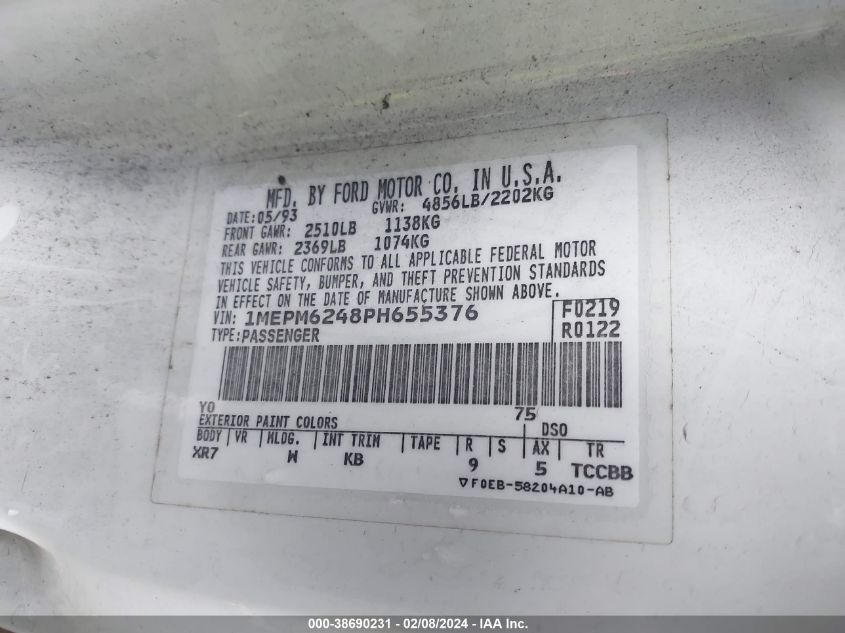 MFD. BY FORD MOTOR CO. IN U.S.A.
DATE: 05/93 GVWR: 4856LB/2202KG
FRONT GAWR: 2510LB 1138KG
REAR GAWR: 2369LB 1074KG
THIS VEHICLE CONFORMS TO ALL APPLICABLE FEDERAL MOTOR
VEHICLE SAFETY, BUMPER, AND THEFT PREVENTION STANDARDS
IN EFFECT ON THE DATE OF MANUFACTURE SHOWN ABOVE.
VIN: 1MEPM6248PH655376 F0219
TYPE: PASSENGER R0122
YO 75
EXTERIOR PAINT COLORS DSO
BODY VR MLDG. INT TRIM TAPE R S AX TR
XR7 W KB 9 5 TCCBB
▽F0EB-58204A10-AB
000-38690231 - 02/08/2024 - IAA Inc.